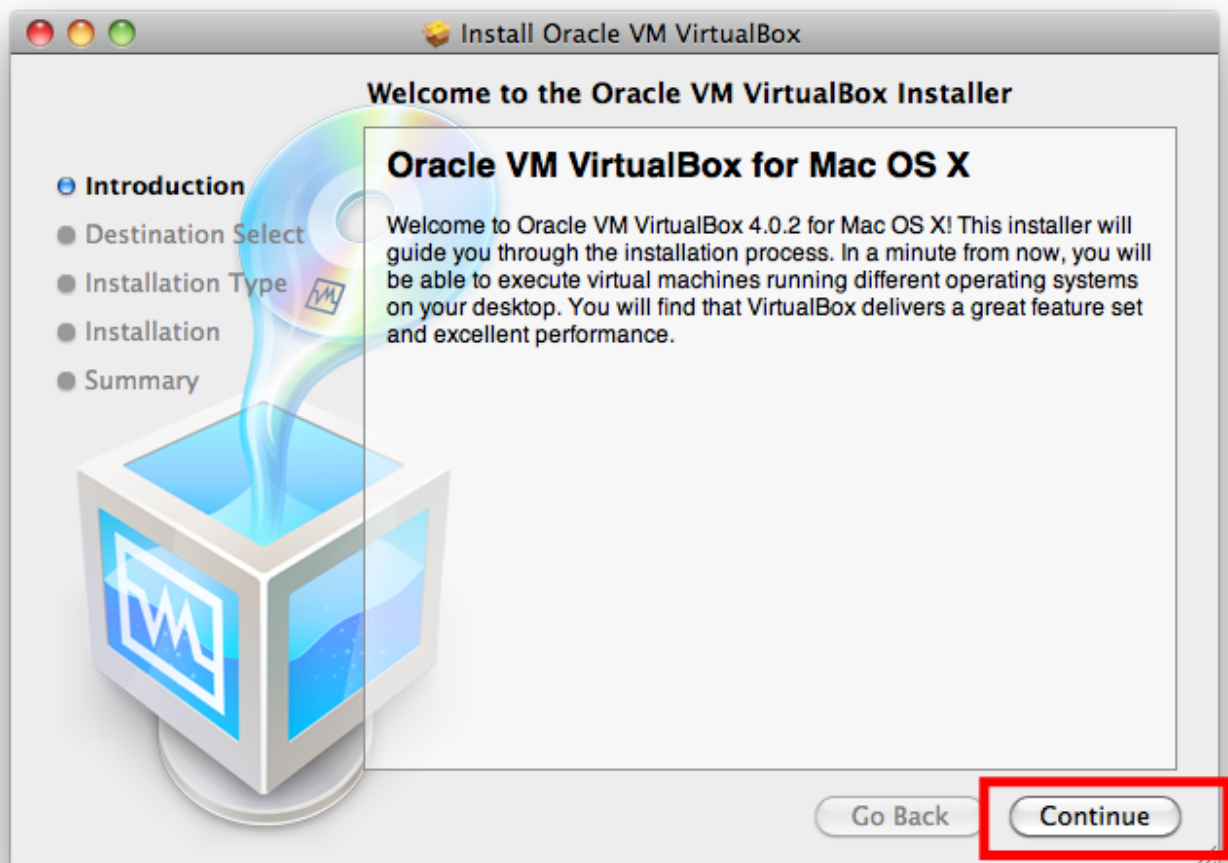 Install Oracle VM VirtualBox
Welcome to the Oracle VM VirtualBox Installer
Introduction
Destination Select
Installation Type
Installation
Summary
Oracle VM VirtualBox for Mac OS X
Welcome to Oracle VM VirtualBox 4.0.2 for Mac OS X! This installer will
guide you through the installation process. In a minute from now, you will
be able to execute virtual machines running different operating systems
on your desktop. You will find that VirtualBox delivers a great feature set
and excellent performance.
Go Back
Continue